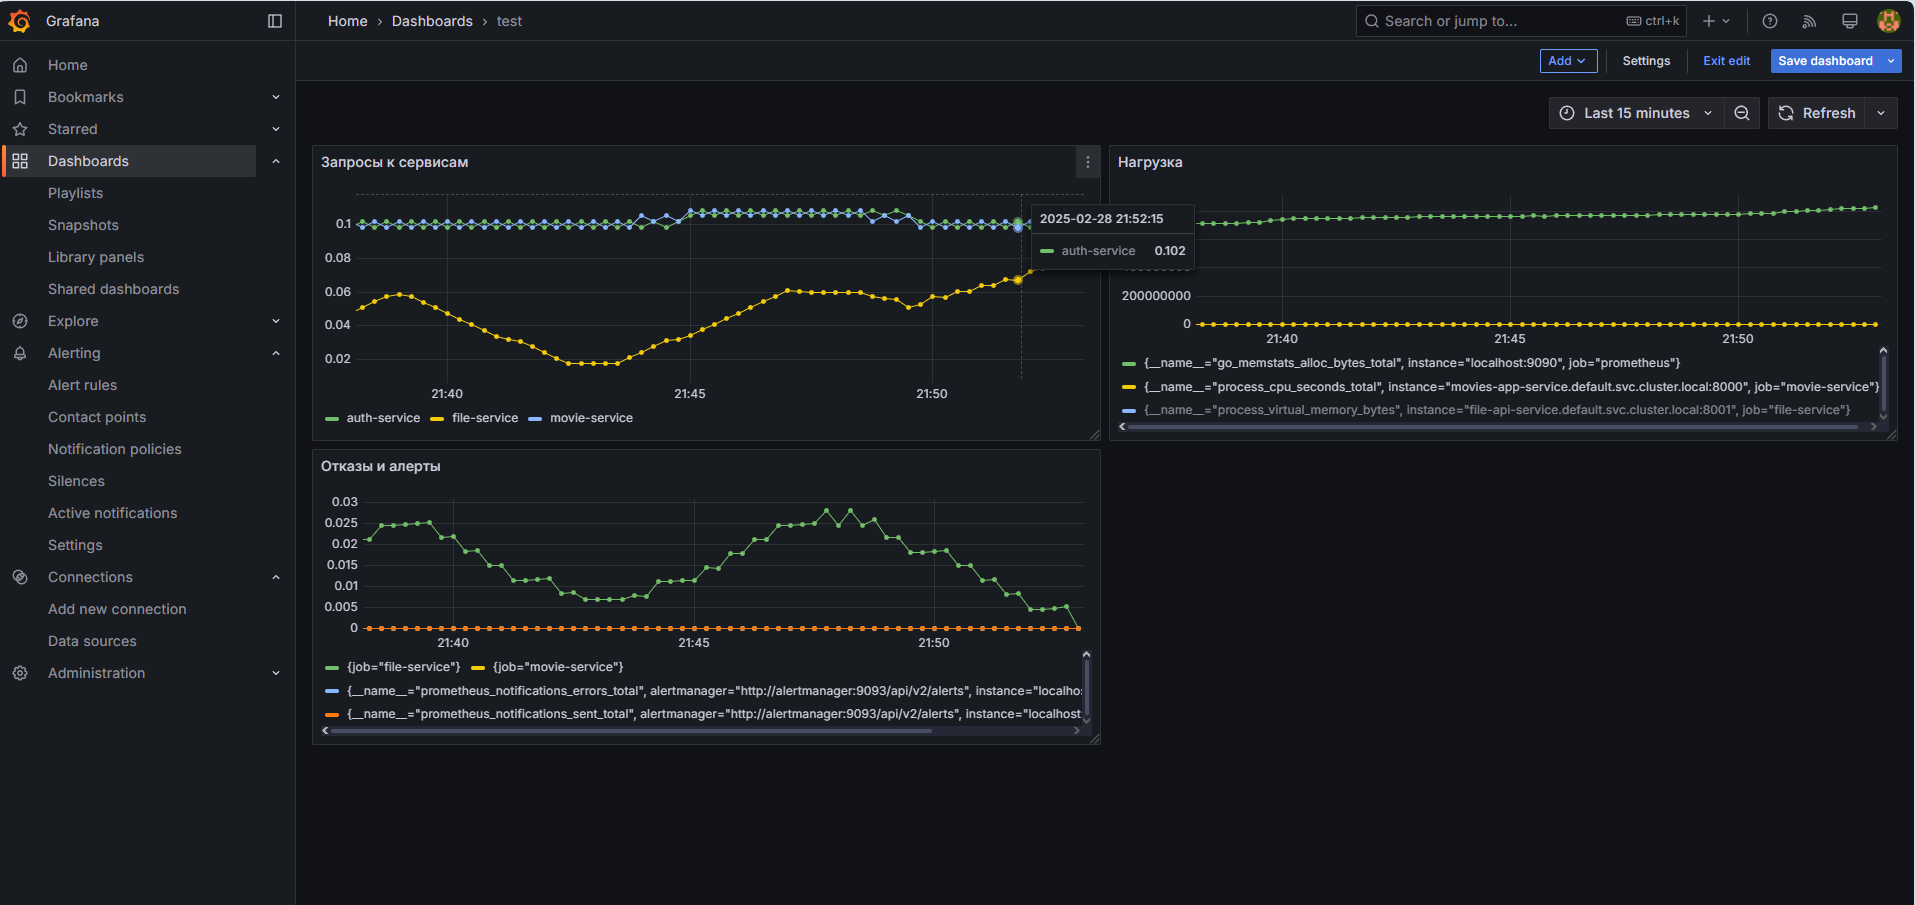 Grafana
Home › Dashboards › test
Search or jump to...
ctrl+k
Add
Settings
Exit edit
Save dashboard
Last 15 minutes
Refresh
Home
Bookmarks
Starred
Dashboards
Playlists
Snapshots
Library panels
Shared dashboards
Explore
Alerting
Alert rules
Contact points
Notification policies
Silences
Active notifications
Settings
Connections
Add new connection
Data sources
Administration
Запросы к сервисам
0.1
0.08
0.06
0.04
0.02
21:40
21:45
21:50
auth-service
file-service
movie-service
2025-02-28 21:52:15
auth-service 0.102
Нагрузка
200000000
0
21:40
21:45
21:50
{__name__="go_memstats_alloc_bytes_total", instance="localhost:9090", job="prometheus"}
{__name__="process_cpu_seconds_total", instance="movies-app-service.default.svc.cluster.local:8000", job="movie-service"}
{__name__="process_virtual_memory_bytes", instance="file-api-service.default.svc.cluster.local:8001", job="file-service"}
Отказы и алерты
0.03
0.025
0.02
0.015
0.01
0.005
0
21:40
21:45
21:50
{job="file-service"}
{job="movie-service"}
{__name__="prometheus_notifications_errors_total", alertmanager="http://alertmanager:9093/api/v2/alerts", instance="localho
{__name__="prometheus_notifications_sent_total", alertmanager="http://alertmanager:9093/api/v2/alerts", instance="localhost